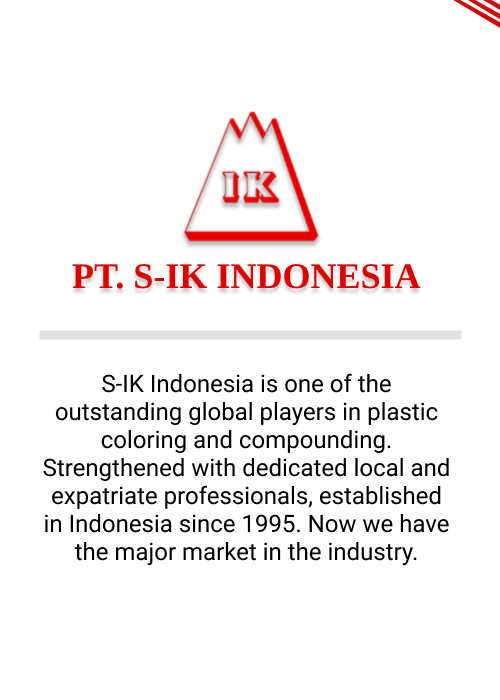 IK
PT. S-IK INDONESIA
S-IK Indonesia is one of the
outstanding global players in plastic
coloring and compounding.
Strengthened with dedicated local and
expatriate professionals, established
in Indonesia since 1995. Now we have
the major market in the industry.